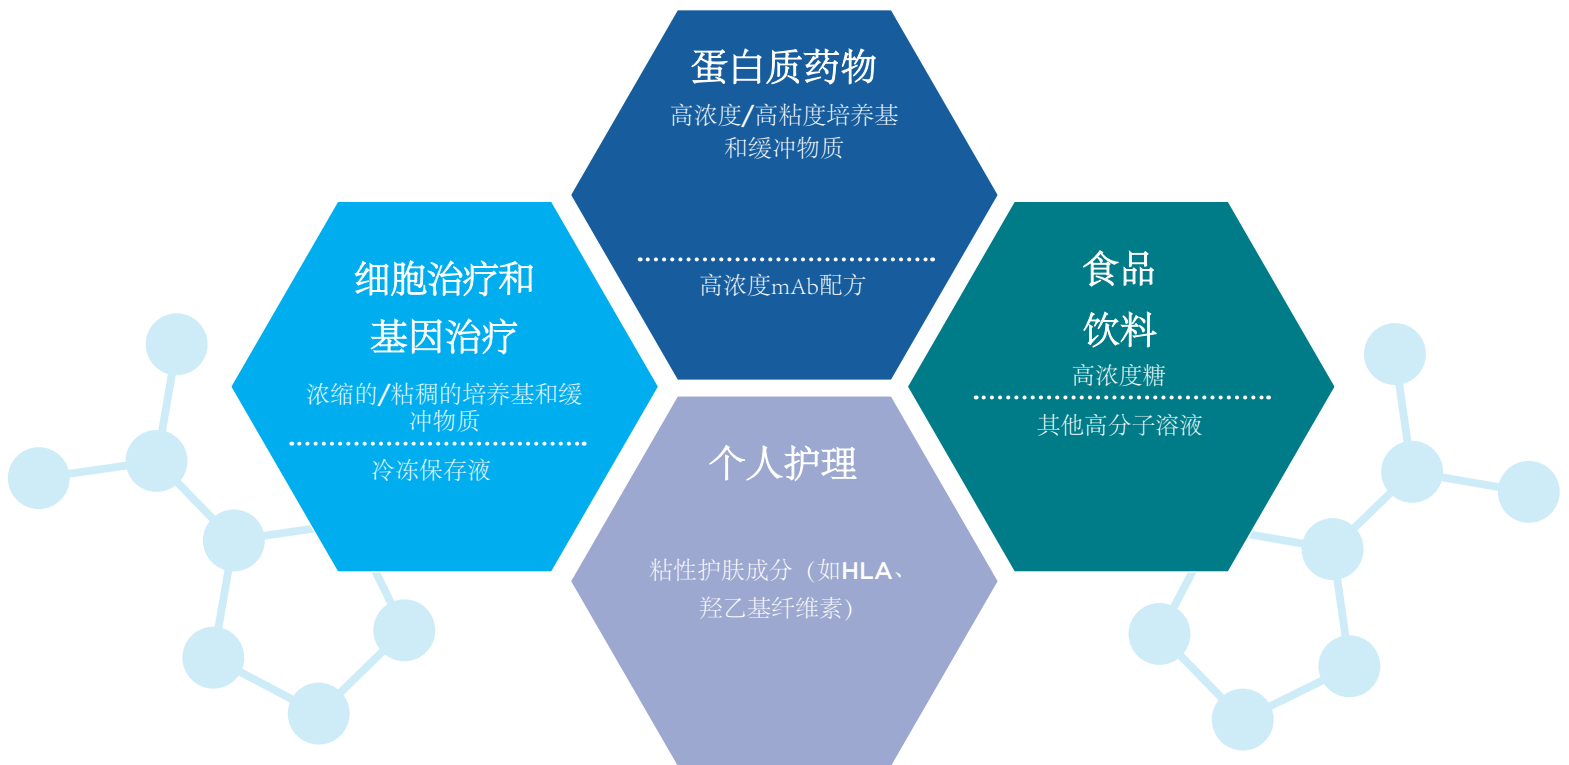 蛋白质药物
高浓度/高粘度培养基
和缓冲物质
高浓度mAb配方
细胞治疗和
基因治疗
浓缩的/粘稠的培养基和缓
冲物质
冷冻保存液
食品
饮料
高浓度糖
其他高分子溶液
个人护理
粘性护肤成分（如HLA、
羟乙基纤维素）